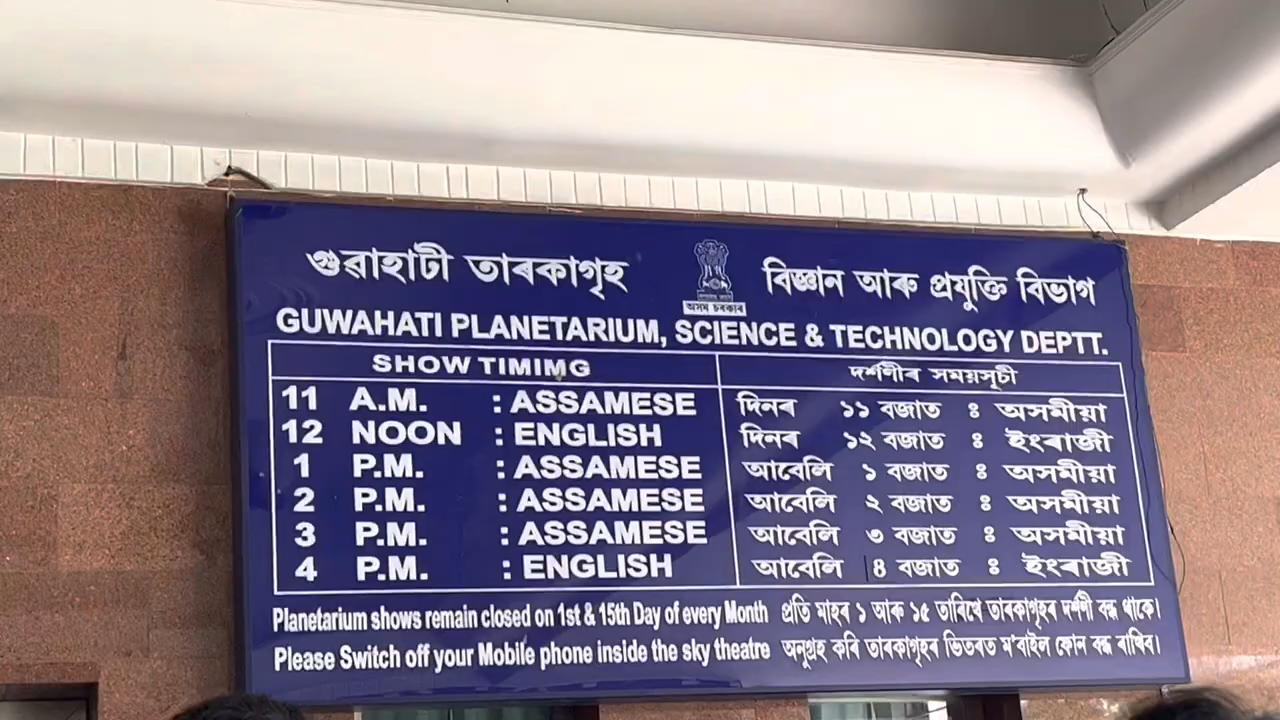 গুৱাহাটী তাৰকাগৃহ
অসম চৰকাৰ
বিজ্ঞান আৰু প্ৰযুক্তি বিভাগ
GUWAHATI PLANETARIUM, SCIENCE & TECHNOLOGY DEPTT.
SHOW TIMIMG দৰ্শণীৰ সময়সূচী
11 A.M. : ASSAMESE দিনৰ ১১ বজাত ঃ অসমীয়া
12 NOON : ENGLISH দিনৰ ১২ বজাত ঃ ইংৰাজী
1 P.M. : ASSAMESE আবেলি ১ বজাত ঃ অসমীয়া
2 P.M. : ASSAMESE আবেলি ২ বজাত ঃ অসমীয়া
3 P.M. : ASSAMESE আবেলি ৩ বজাত ঃ অসমীয়া
4 P.M. : ENGLISH আবেলি ৪ বজাত ঃ ইংৰাজী
Planetarium shows remain closed on 1st & 15th Day of every Month প্ৰতি মাহৰ ১ আৰু ১৫ তাৰিখে তাৰকাগৃহৰ দৰ্শণী বন্ধ থাকে।
Please Switch off your Mobile phone inside the sky theatre অনুগ্ৰহ কৰি তাৰকাগৃহৰ ভিতৰত ম'বাইল ফোন বন্ধ ৰাখিব।